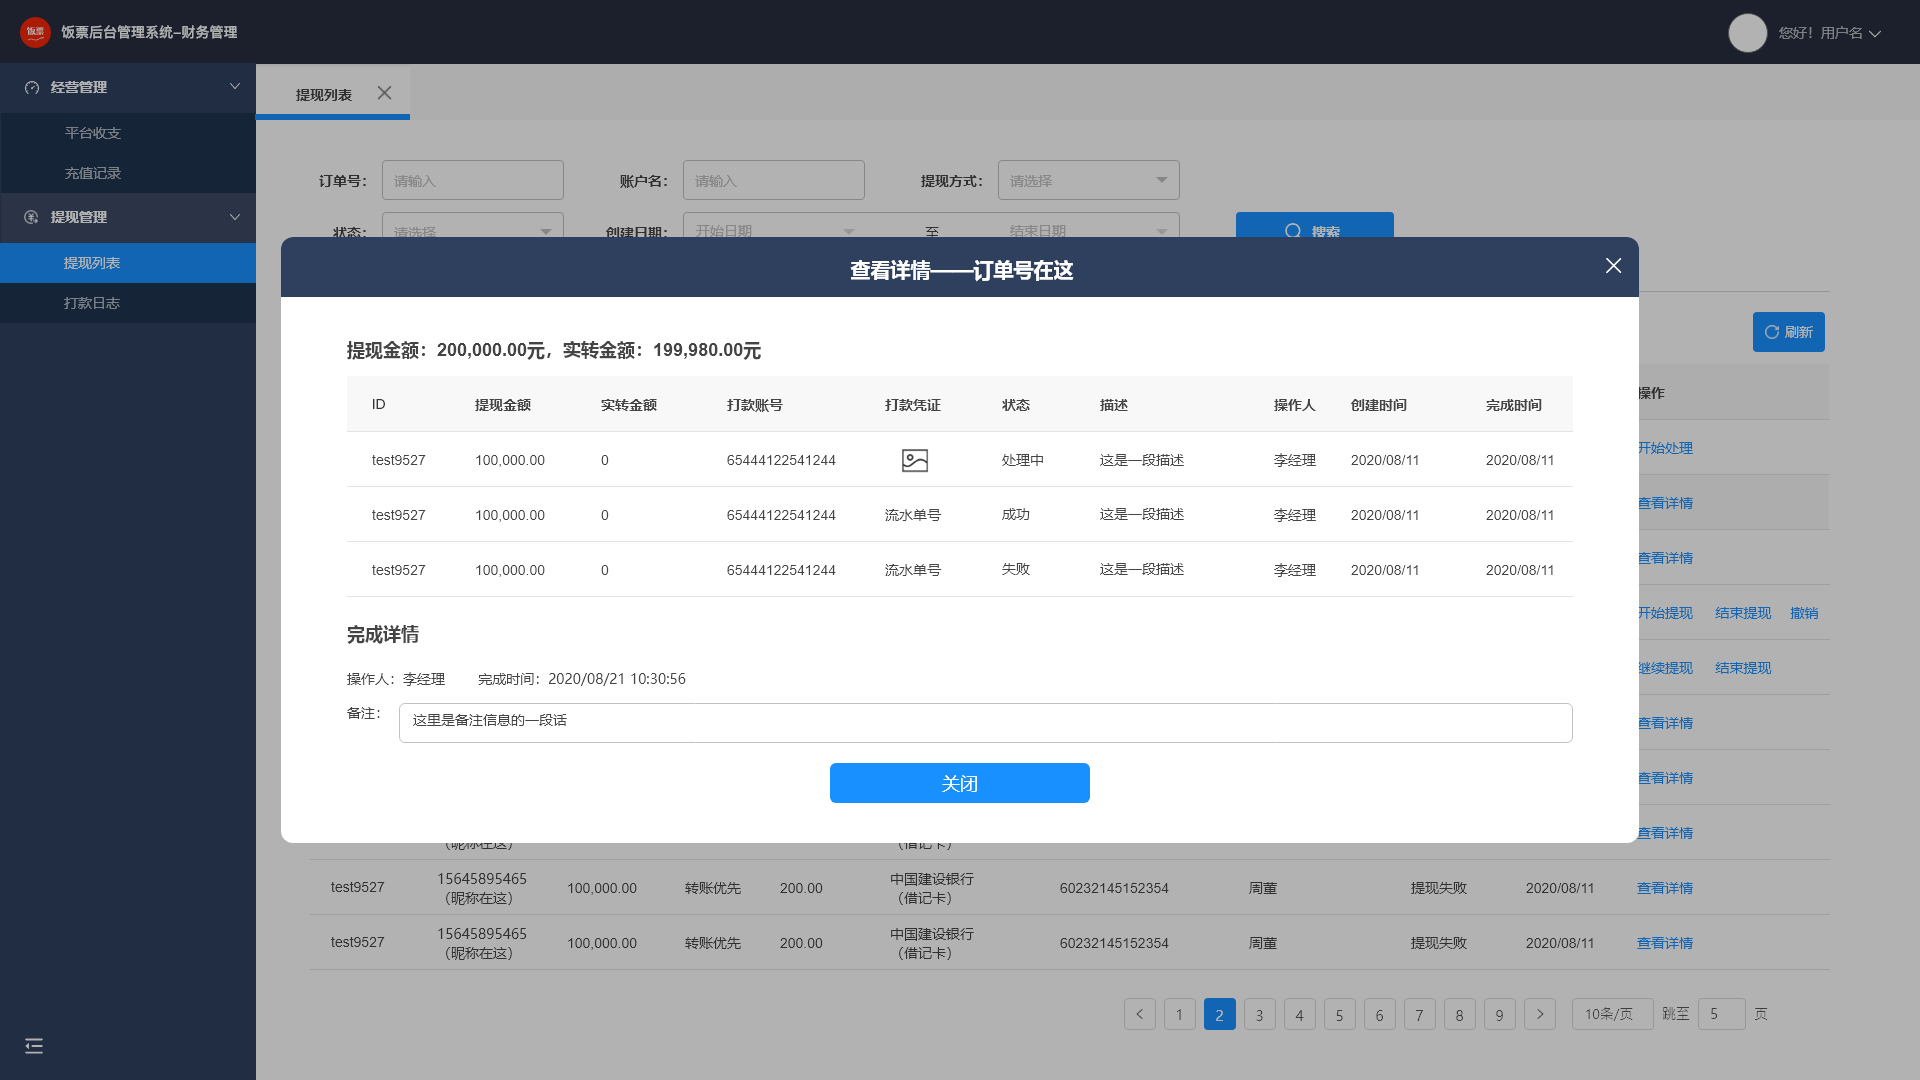 饭票
饭票后台管理系统–财务管理
您好！用户名
经营管理
平台收支
充值记录
提现管理
提现列表
打款日志
提现列表
订单号： 请输入 账户名： 请输入 提现方式： 请选择
状态： 请选择 创建日期： 开始日期 至 结束日期 搜索
查看详情——订单号在这
刷新
提现金额：200,000.00元，实转金额：199,980.00元
ID 提现金额 实转金额 打款账号 打款凭证 状态 描述 操作人 创建时间 完成时间
test9527 100,000.00 0 65444122541244 处理中 这是一段描述 李经理 2020/08/11 2020/08/11
test9527 100,000.00 0 65444122541244 流水单号 成功 这是一段描述 李经理 2020/08/11 2020/08/11
test9527 100,000.00 0 65444122541244 流水单号 失败 这是一段描述 李经理 2020/08/11 2020/08/11
完成详情
操作人：李经理 完成时间：2020/08/21 10:30:56
备注： 这里是备注信息的一段话
关闭
操作
开始处理
查看详情
查看详情
开始提现 结束提现 撤销
继续提现 结束提现
查看详情
查看详情
查看详情
（昵称在这） （借记卡）
test9527 15645895465 100,000.00 转账优先 200.00 中国建设银行 60232145152354 周董 提现失败 2020/08/11 查看详情
（昵称在这） （借记卡）
test9527 15645895465 100,000.00 转账优先 200.00 中国建设银行 60232145152354 周董 提现失败 2020/08/11 查看详情
（昵称在这） （借记卡）
1 2 3 4 5 6 7 8 9 10条/页 跳至 5 页